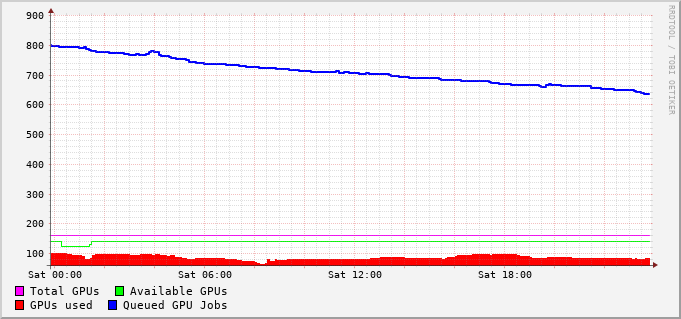 900
800
700
600
500
400
300
200
100
Sat 00:00 Sat 06:00 Sat 12:00 Sat 18:00
Total GPUs Available GPUs
GPUs used Queued GPU Jobs
RRDTOOL / TOBI OETIKER